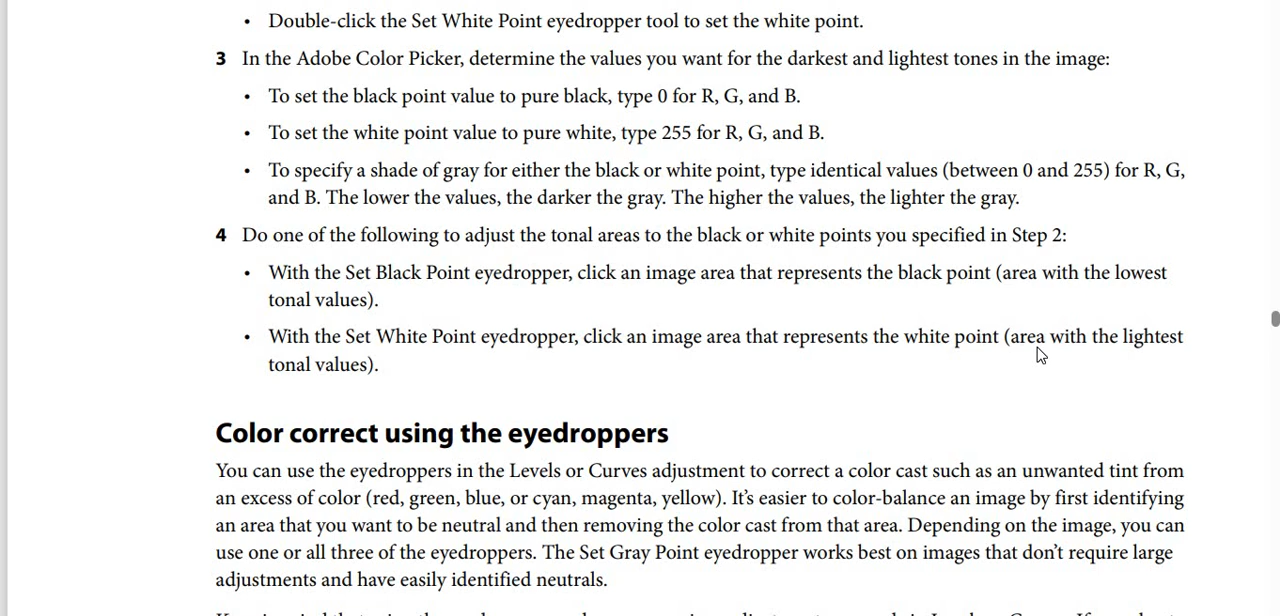 • Double-click the Set White Point eyedropper tool to set the white point.
3 In the Adobe Color Picker, determine the values you want for the darkest and lightest tones in the image:
• To set the black point value to pure black, type 0 for R, G, and B.
• To set the white point value to pure white, type 255 for R, G, and B.
• To specify a shade of gray for either the black or white point, type identical values (between 0 and 255) for R, G,
and B. The lower the values, the darker the gray. The higher the values, the lighter the gray.
4 Do one of the following to adjust the tonal areas to the black or white points you specified in Step 2:
• With the Set Black Point eyedropper, click an image area that represents the black point (area with the lowest
tonal values).
• With the Set White Point eyedropper, click an image area that represents the white point (area with the lightest
tonal values).
Color correct using the eyedroppers
You can use the eyedroppers in the Levels or Curves adjustment to correct a color cast such as an unwanted tint from
an excess of color (red, green, blue, or cyan, magenta, yellow). It’s easier to color-balance an image by first identifying
an area that you want to be neutral and then removing the color cast from that area. Depending on the image, you can
use one or all three of the eyedroppers. The Set Gray Point eyedropper works best on images that don’t require large
adjustments and have easily identified neutrals.